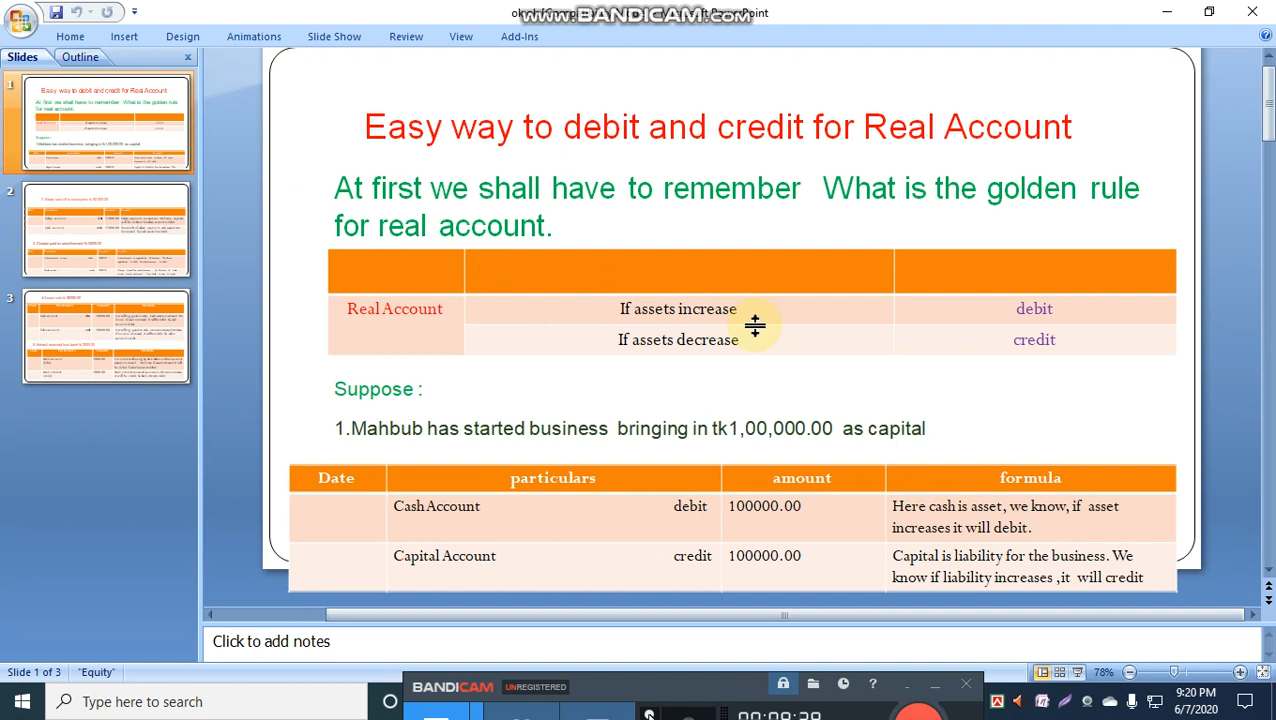 www.BANDICAM.com
Home Insert Design Animations Slide Show Review View Add-Ins
Slides Outline
1
Easy way to debit and credit for Real Account
At first we shall have to remember What is the golden rule
for real account.
Real Account If assets increase debit
If assets decrease credit
Suppose :
1.Mahbub has started business bringing in tk1,00,000.00 as capital
Date particulars amount formula
Cash Account debit 100000.00 Here cash is asset, we know, if asset
increases it will debit.
Capital Account credit 100000.00 Capital is liability for the business. We
know if liability increases ,it will credit
2
3
Click to add notes
Slide 1 of 3 "Equity" 78%
BANDICAM UNREGISTERED
Type here to search
9:20 PM
6/7/2020